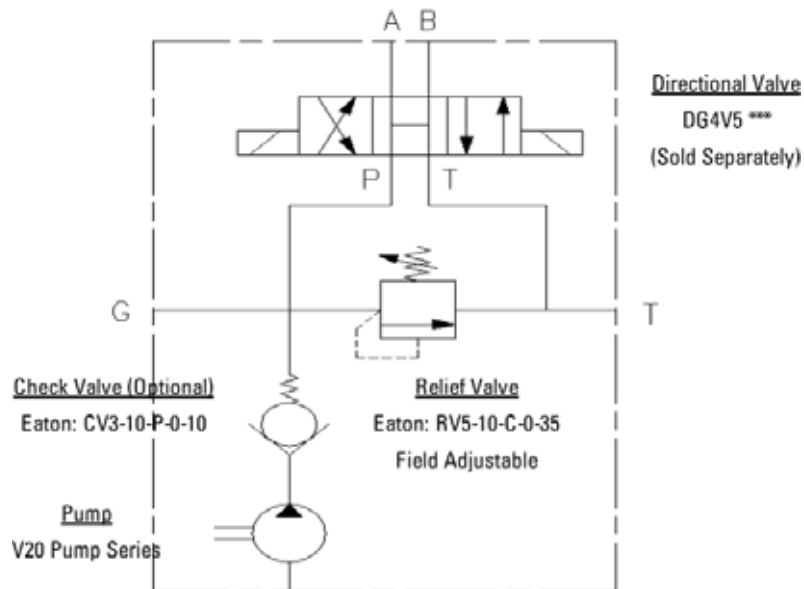 A B
Directional Valve
DG4V5 ***
(Sold Separately)
P T
G
T
Check Valve (Optional)
Eaton: CV3-10-P-0-10
Relief Valve
Eaton: RV5-10-C-0-35
Field Adjustable
Pump
V20 Pump Series